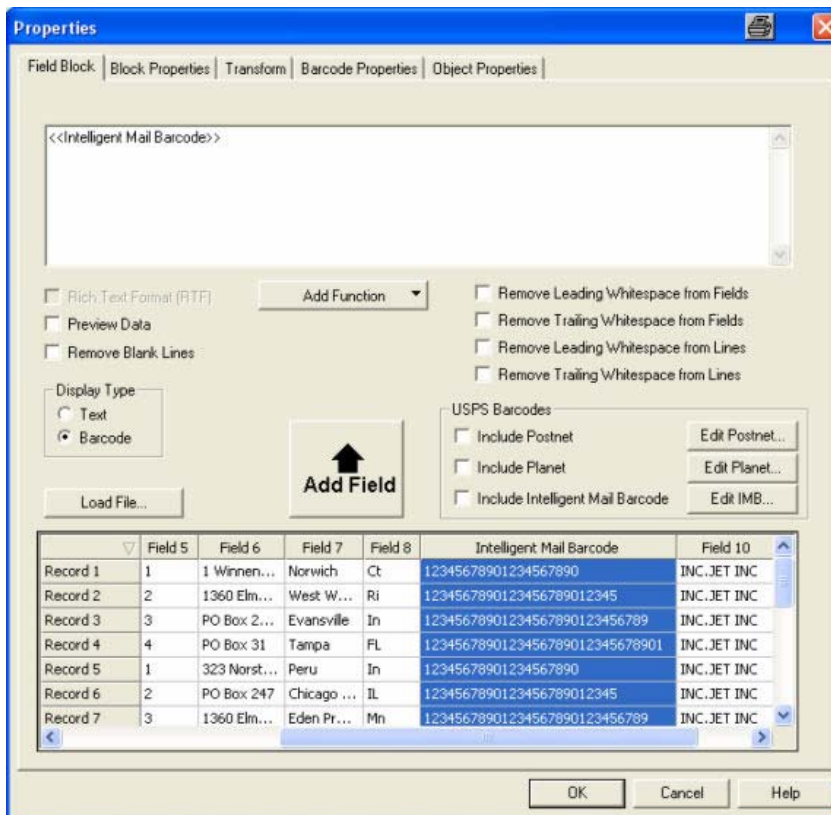 Properties
Field Block Block Properties Transform Barcode Properties Object Properties
<<Intelligent Mail Barcode>>
Rich Text Format (RTF)
Add Function
Remove Leading Whitespace from Fields
Preview Data
Remove Trailing Whitespace from Fields
Remove Blank Lines
Remove Leading Whitespace from Lines
Remove Trailing Whitespace from Lines
Display Type
Text
Barcode
USPS Barcodes
Include Postnet Edit Postnet...
Include Planet Edit Planet...
Include Intelligent Mail Barcode Edit IMB...
Add Field
Load File...
Field 5 Field 6 Field 7 Field 8 Intelligent Mail Barcode Field 10
Record 1 1 1 Winnen... Norwich Ct 12345678901234567890 INC.JET INC
Record 2 2 1360 Elm... West W... Ri 1234567890123456789012345 INC.JET INC
Record 3 3 PO Box 2... Evansville In 12345678901234567890123456789 INC.JET INC
Record 4 4 PO Box 31 Tampa FL 1234567890123456789012345678901 INC.JET INC
Record 5 1 323 Norst... Peru In 12345678901234567890 INC.JET INC
Record 6 2 PO Box 247 Chicago ... IL 1234567890123456789012345 INC.JET INC
Record 7 3 1360 Elm... Eden Pr... Mn 12345678901234567890123456789 INC.JET INC
OK Cancel Help